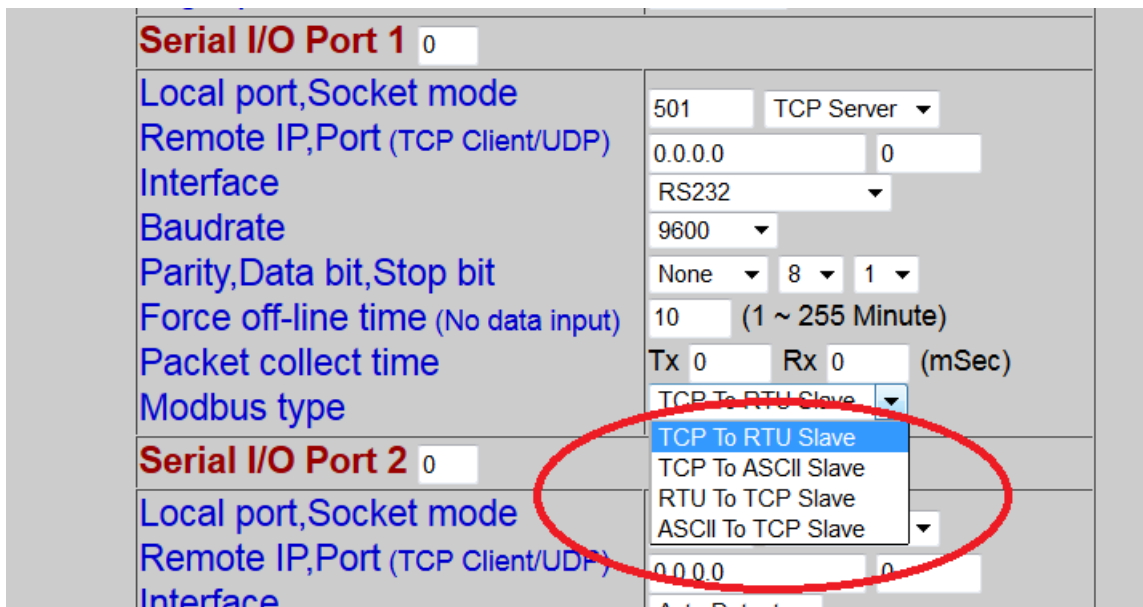 Serial I/O Port 1 0
Local port,Socket mode 501 TCP Server
Remote IP,Port (TCP Client/UDP) 0.0.0.0 0
Interface RS232
Baudrate 9600
Parity,Data bit,Stop bit None 8 1
Force off-line time (No data input) 10 (1 ~ 255 Minute)
Packet collect time Tx 0 Rx 0 (mSec)
Modbus type TCP To RTU Slave
TCP To RTU Slave
Serial I/O Port 2 0
TCP To ASCII Slave
RTU To TCP Slave
Local port,Socket mode
ASCII To TCP Slave
Remote IP,Port (TCP Client/UDP) 0.0.0.0 0
Interface